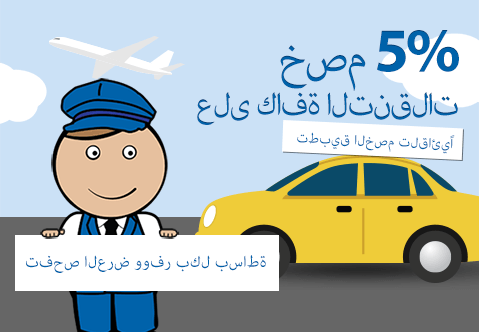 خصم 5%
على كافة التنقلات
تطبيق الخصم تلقائياً
تفحص العرض ووفر بكل بساطة